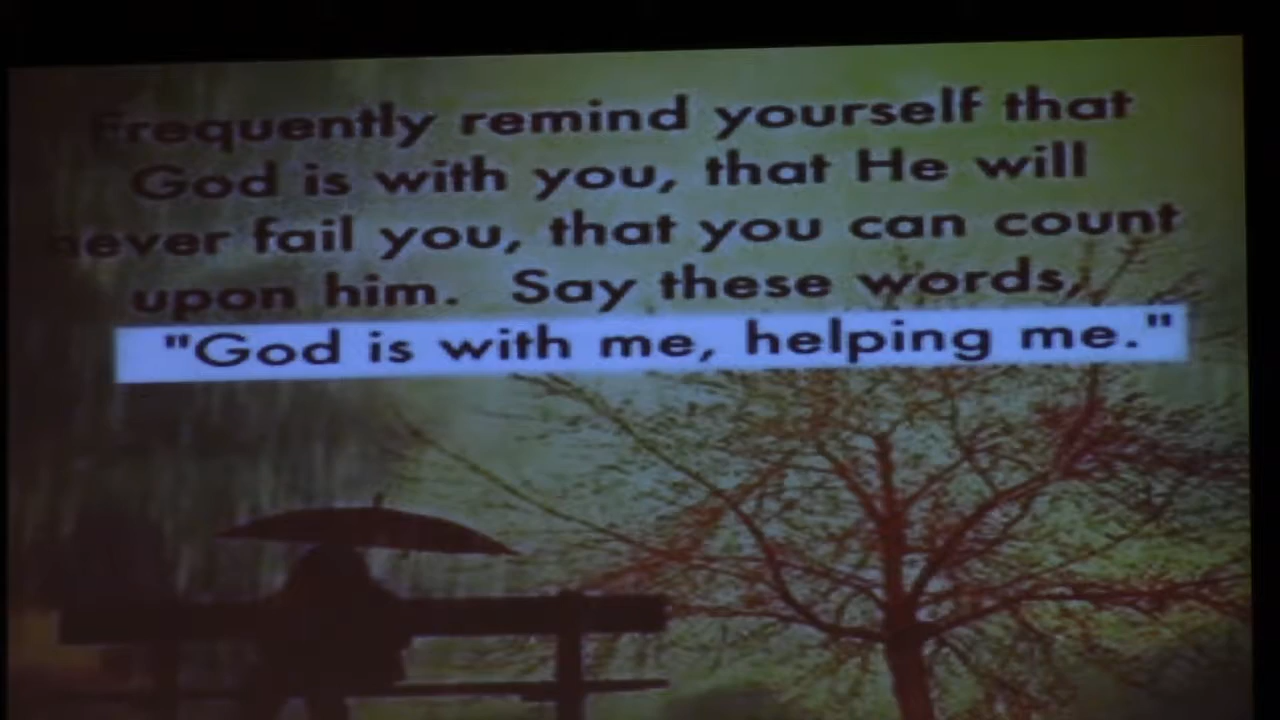 Frequently remind yourself that
God is with you, that He will
never fail you, that you can count
upon him. Say these words,
"God is with me, helping me."